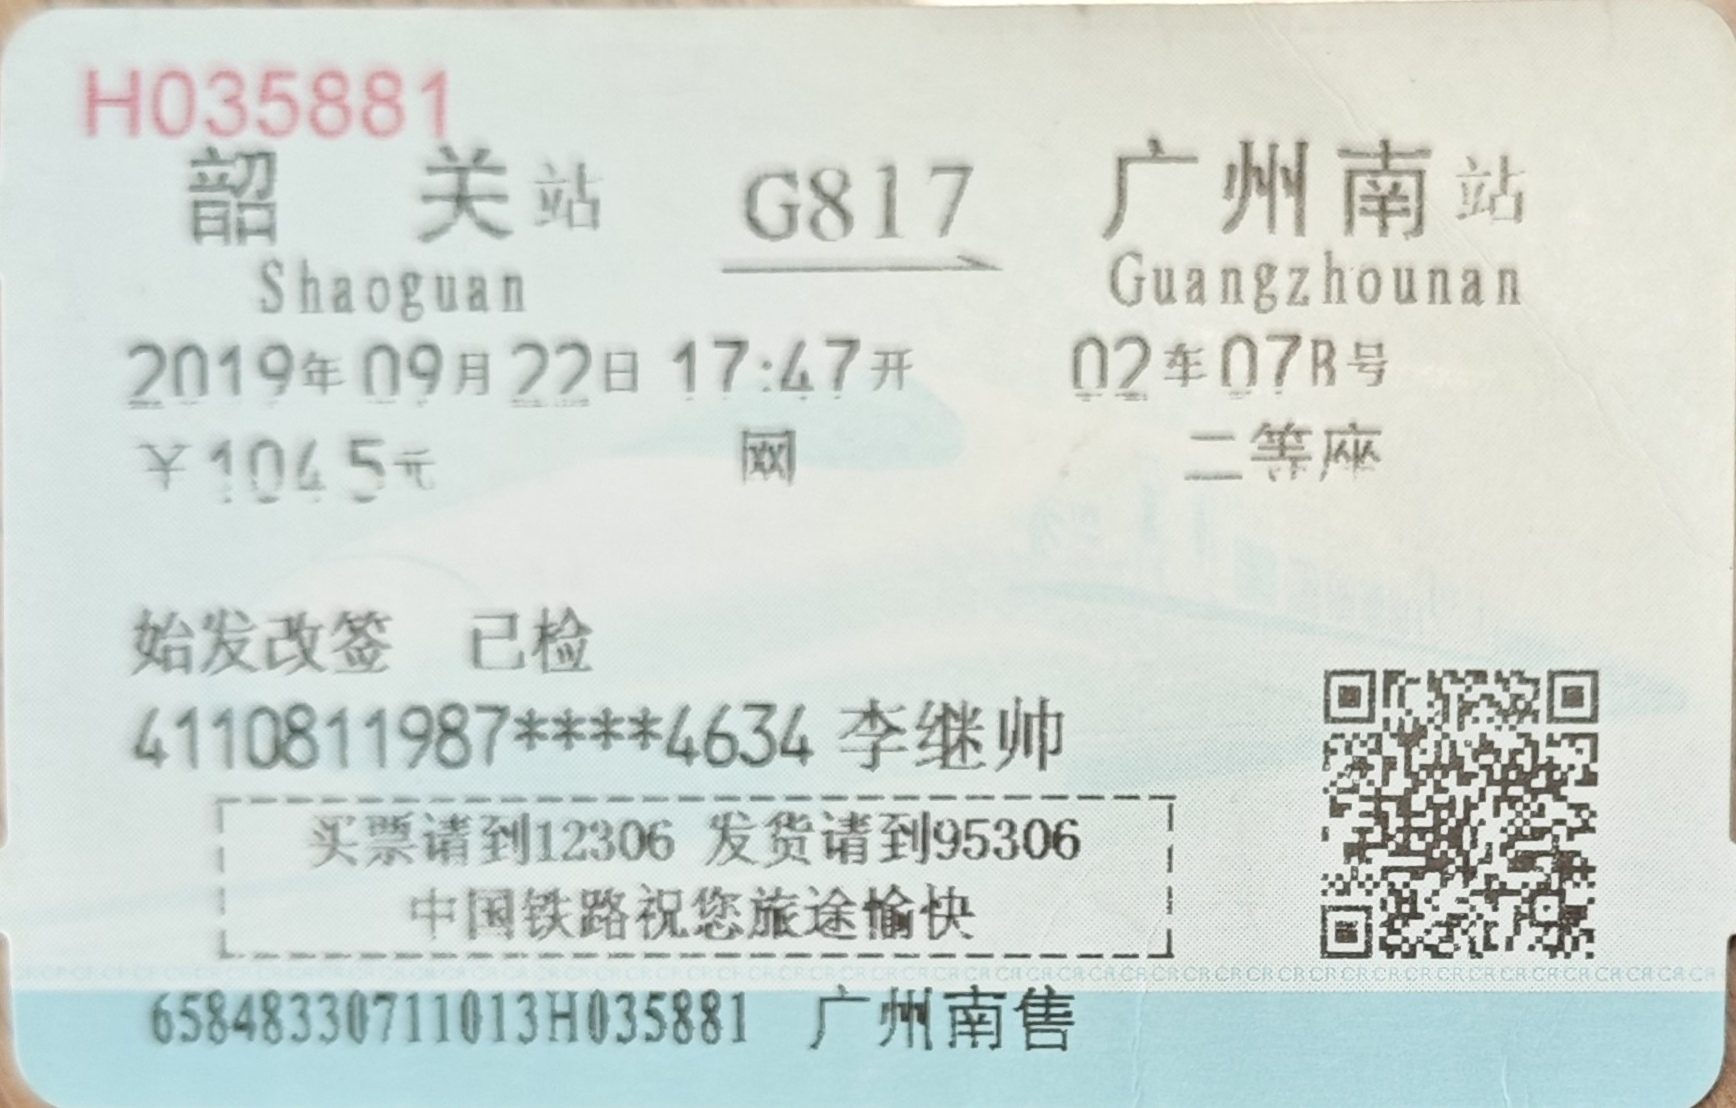 H035881
韶关站 G817 广州南站
Shaoguan Guangzhounan
2019年09月22日 17:47开 02车07B号
￥104.5元 网 二等座
始发改签 已检
4110811987****4634 李继帅
买票请到12306 发货请到95306
中国铁路祝您旅途愉快
65848330711013H035881 广州南售